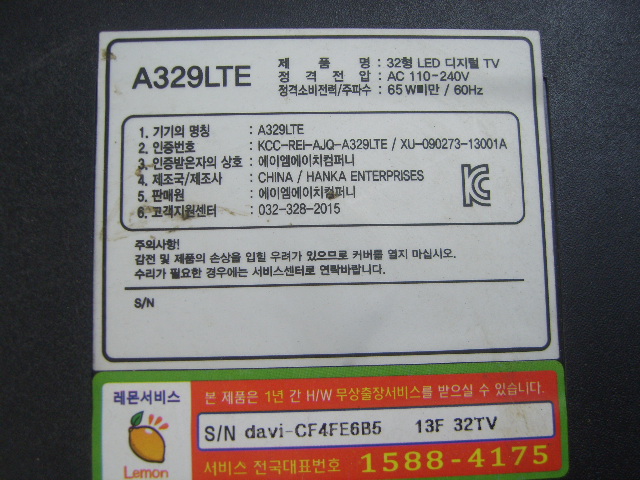 A329LTE
제 품 명 : 32형 LED 디지털 TV
정 격 전 압 : AC 110-240V
정격소비전력/주파수 : 65W미만 / 60Hz
1. 기기의 명칭 : A329LTE
2. 인증번호 : KCC-REI-AJQ-A329LTE / XU-090273-13001A
3. 인증받은자의 상호 : 에이엠에이치컴퍼니
4. 제조국/제조사 : CHINA / HANKA ENTERPRISES
5. 판매원 : 에이엠에이치컴퍼니
6. 고객지원센터 : 032-328-2015
주의사항!
감전 및 제품의 손상을 입힐 우려가 있으므로 커버를 열지 마십시오.
수리가 필요한 경우에는 서비스센터로 연락바랍니다.
S/N
레몬서비스
Lemon
본 제품은 1년 간 H/W 무상출장서비스를 받으실 수 있습니다.
S/N davi-CF4FE6B5 13F 32TV
서비스 전국대표번호 1588-4175